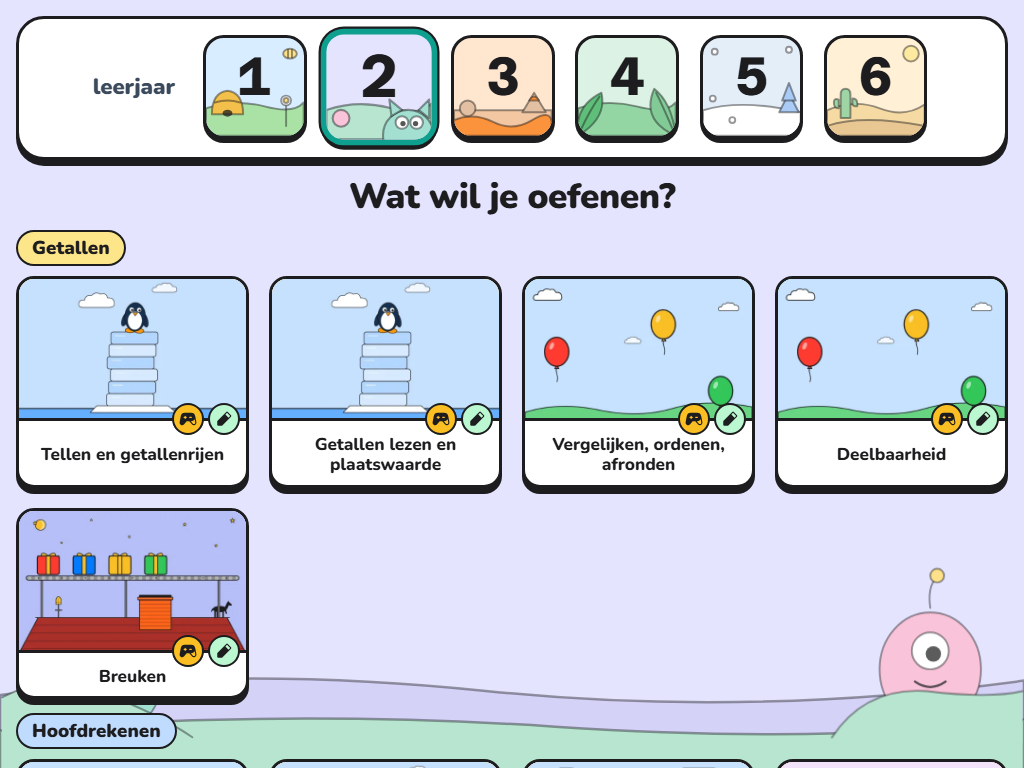 leerjaar
1
2
3
4
5
6
Wat wil je oefenen?
Getallen
Tellen en getallenrijen
Getallen lezen en
plaatswaarde
Vergelijken, ordenen,
afronden
Deelbaarheid
Breuken
Hoofdrekenen